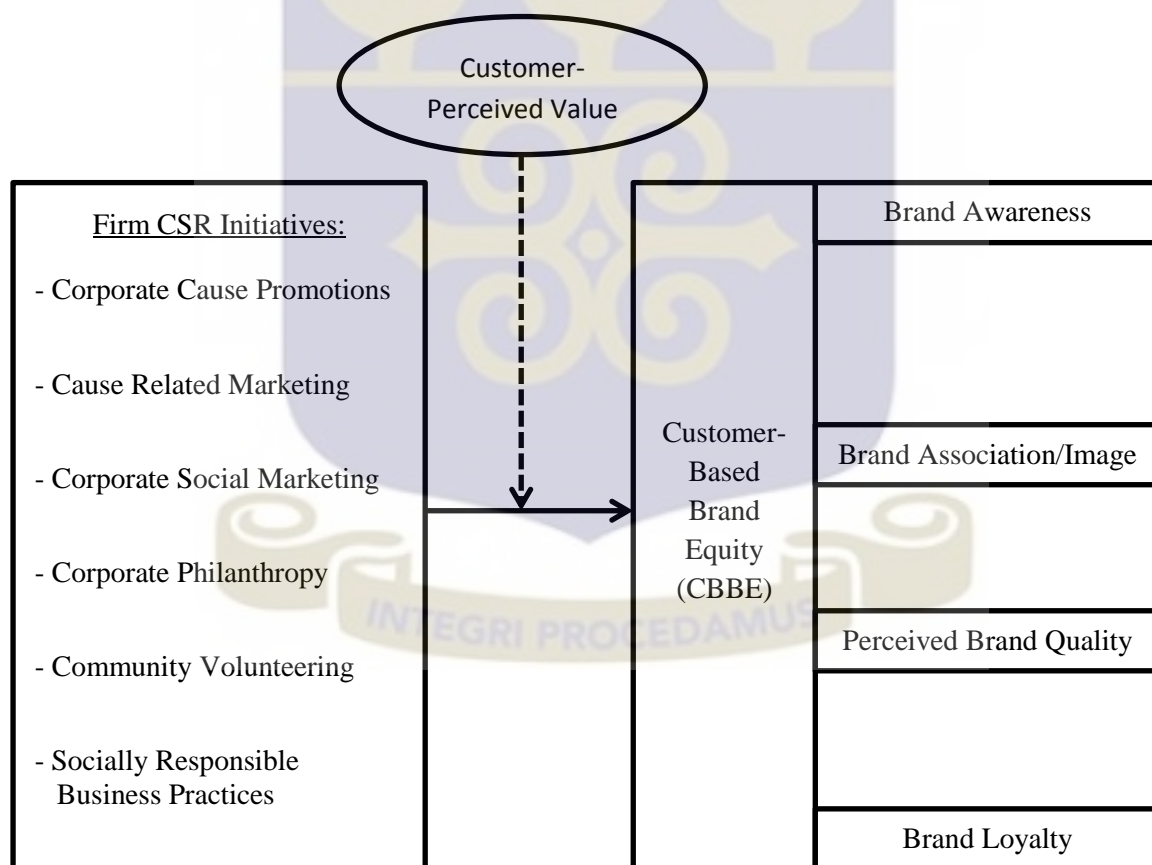 Customer-
Perceived Value
Firm CSR Initiatives:
- Corporate Cause Promotions
- Cause Related Marketing
- Corporate Social Marketing
- Corporate Philanthropy
- Community Volunteering
- Socially Responsible
Business Practices
Customer-
Based
Brand
Equity
(CBBE)
Brand Awareness
Brand Association/Image
Perceived Brand Quality
Brand Loyalty
INTEGRI PROCEDAMUS